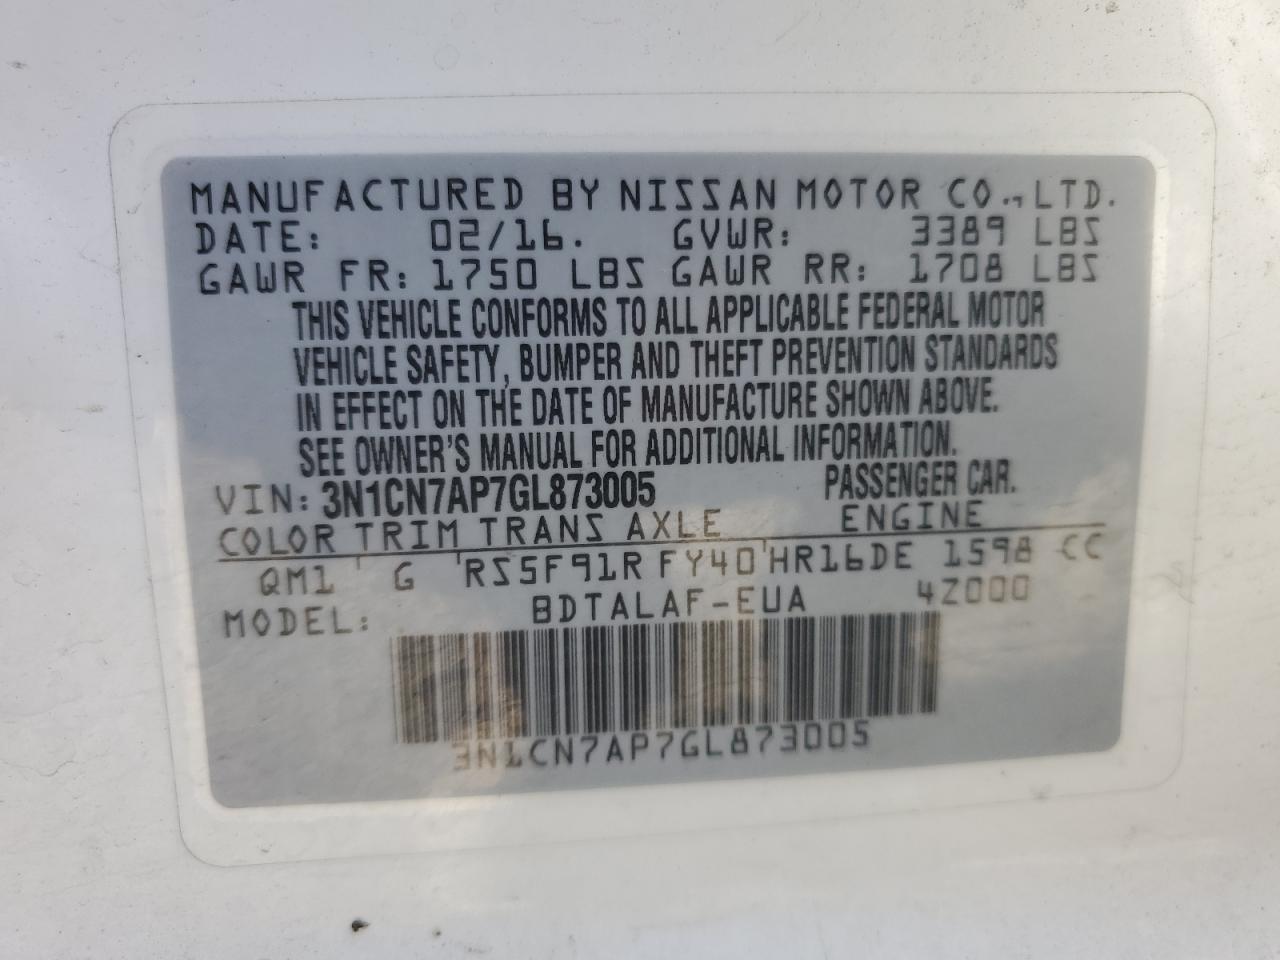 MANUFACTURED BY NISSAN MOTOR CO.,LTD.
DATE: 02/16. GVWR: 3389 LBS
GAWR FR: 1750 LBS GAWR RR: 1708 LBS
THIS VEHICLE CONFORMS TO ALL APPLICABLE FEDERAL MOTOR
VEHICLE SAFETY, BUMPER AND THEFT PREVENTION STANDARDS
IN EFFECT ON THE DATE OF MANUFACTURE SHOWN ABOVE.
SEE OWNER'S MANUAL FOR ADDITIONAL INFORMATION.
VIN: 3N1CN7AP7GL873005 PASSENGER CAR.
COLOR TRIM TRANS AXLE ENGINE
QM1 G RS5F91R FY40 HR16DE 1598 CC
MODEL: BDTALAF-EUA 4Z000
3N1CN7AP7GL873005